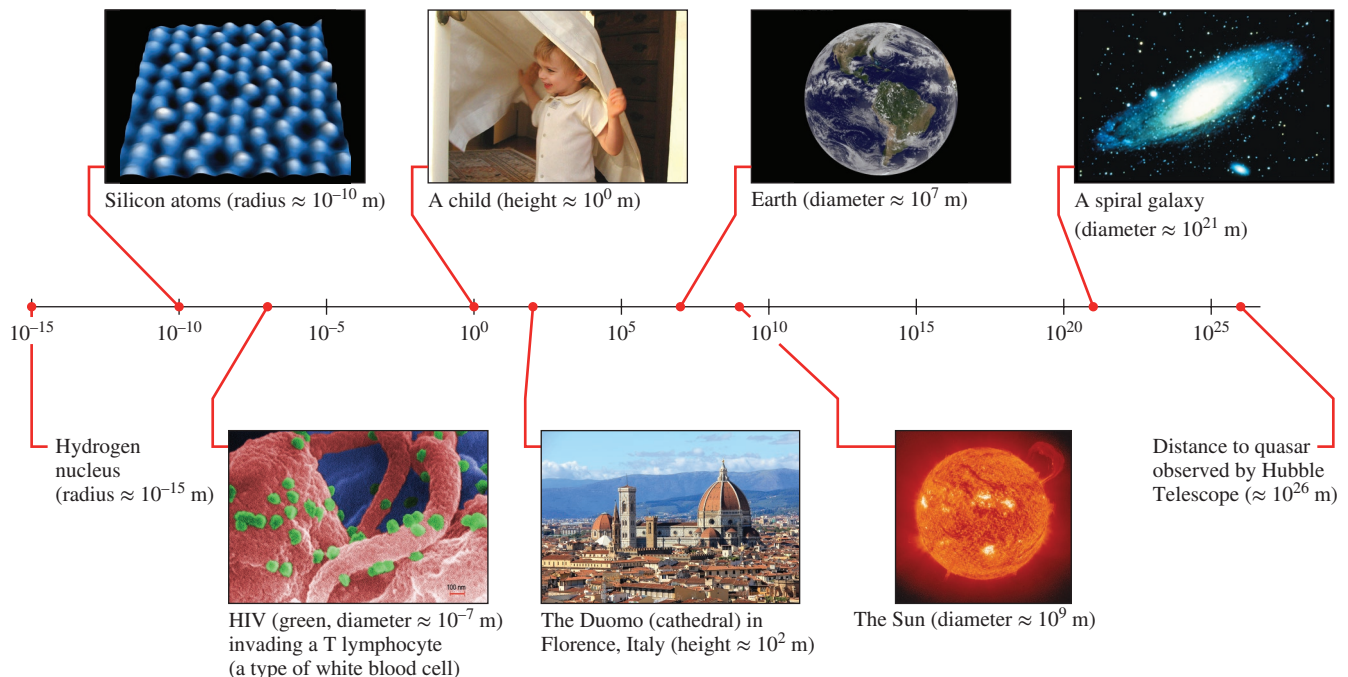 Silicon atoms (radius ≈ 10⁻¹⁰ m)
A child (height ≈ 10⁰ m)
Earth (diameter ≈ 10⁷ m)
A spiral galaxy
(diameter ≈ 10²¹ m)
10⁻¹⁵
10⁻¹⁰
10⁻⁵
10⁰
10⁵
10¹⁰
10¹⁵
10²⁰
10²⁵
Hydrogen
nucleus
(radius ≈ 10⁻¹⁵ m)
100 nm
HIV (green, diameter ≈ 10⁻⁷ m)
invading a T lymphocyte
(a type of white blood cell)
The Duomo (cathedral) in
Florence, Italy (height ≈ 10² m)
The Sun (diameter ≈ 10⁹ m)
Distance to quasar
observed by Hubble
Telescope (≈ 10²⁶ m)